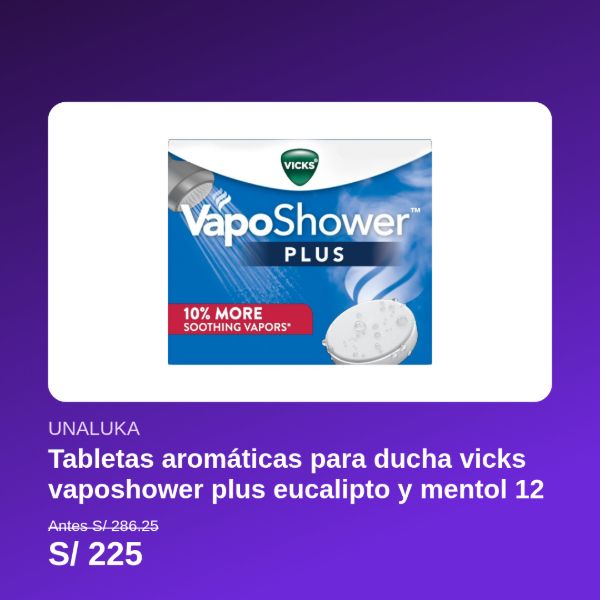 VICKS®
VapoShower™
PLUS
10% MORE
SOOTHING VAPORS*
UNALUKA
Tabletas aromáticas para ducha vicks
vaposhower plus eucalipto y mentol 12
Antes S/ 286.25
S/ 225